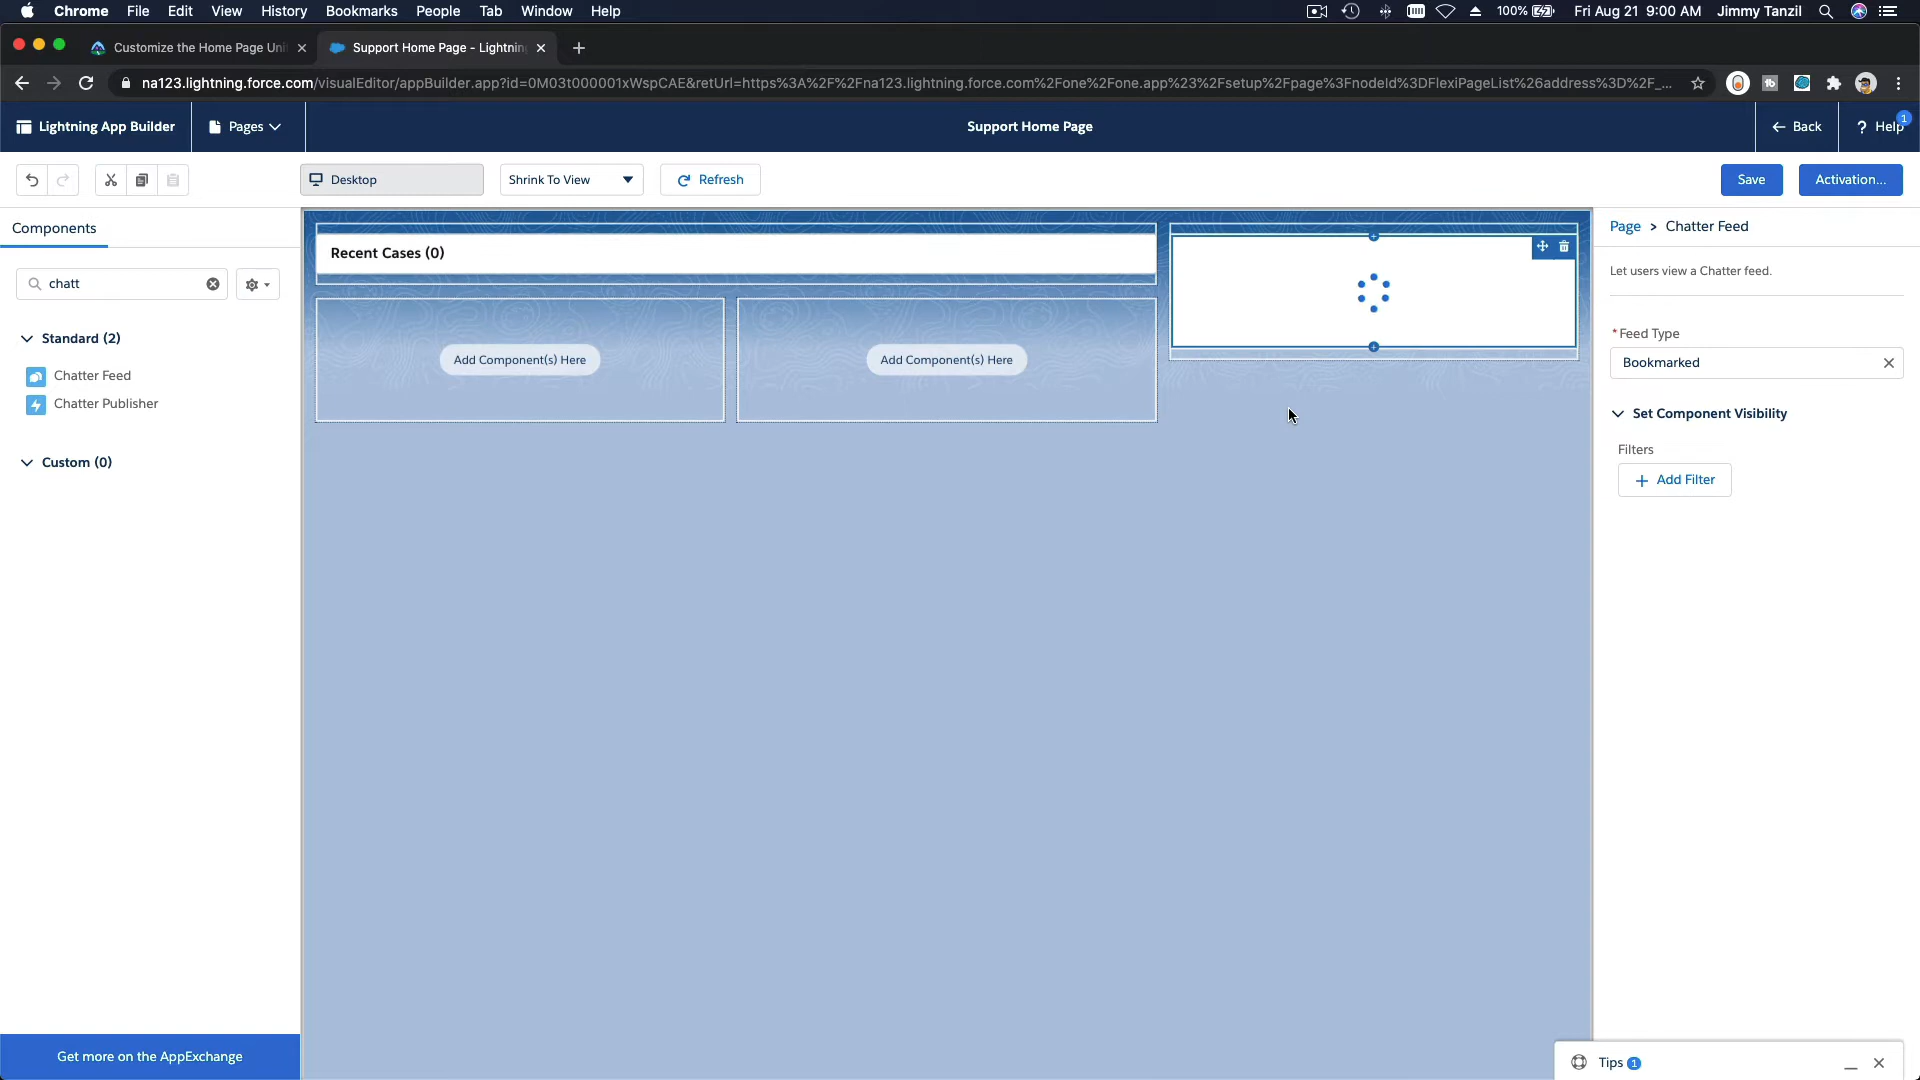 Chrome File Edit View History Bookmarks People Tab Window Help 100% Fri Aug 21 9:00 AM Jimmy Tanzil
Customize the Home Page Uni Support Home Page - Lightnin
na123.lightning.force.com/visualEditor/appBuilder.app?id=0M03t000001xWspCAE&retUrl=https%3A%2F%2Fna123.lightning.force.com%2Fone%2Fone.app%23%2Fsetup%2Fpage%3FnodeId%3DFlexiPageList%26address%3D%2F_...
Lightning App Builder Pages Support Home Page Back ? Help 1
Desktop Shrink To View Refresh Save Activation...
Components
chatt
Standard (2)
Chatter Feed
Chatter Publisher
Custom (0)
Get more on the AppExchange
Recent Cases (0)
Add Component(s) Here Add Component(s) Here
Page > Chatter Feed
Let users view a Chatter feed.
*Feed Type
Bookmarked
Set Component Visibility
Filters
+ Add Filter
Tips 1